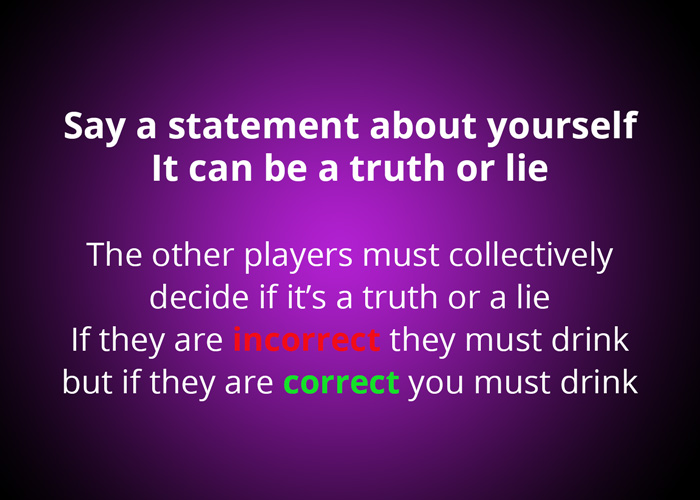 Say a statement about yourself
It can be a truth or lie
The other players must collectively
decide if it’s a truth or a lie
If they are incorrect they must drink
but if they are correct you must drink